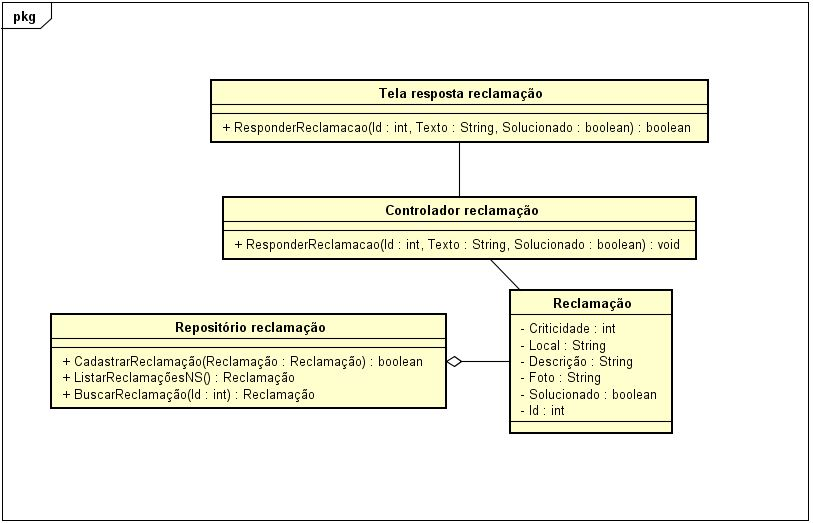 pkg
Tela resposta reclamação
+ ResponderReclamacao(Id : int, Texto : String, Solucionado : boolean) : boolean
Controlador reclamação
+ ResponderReclamacao(Id : int, Texto : String, Solucionado : boolean) : void
Repositório reclamação
+ CadastrarReclamação(Reclamação : Reclamação) : boolean
+ ListarReclamaçõesNS() : Reclamação
+ BuscarReclamação(Id : int) : Reclamação
Reclamação
- Criticidade : int
- Local : String
- Descrição : String
- Foto : String
- Solucionado : boolean
- Id : int